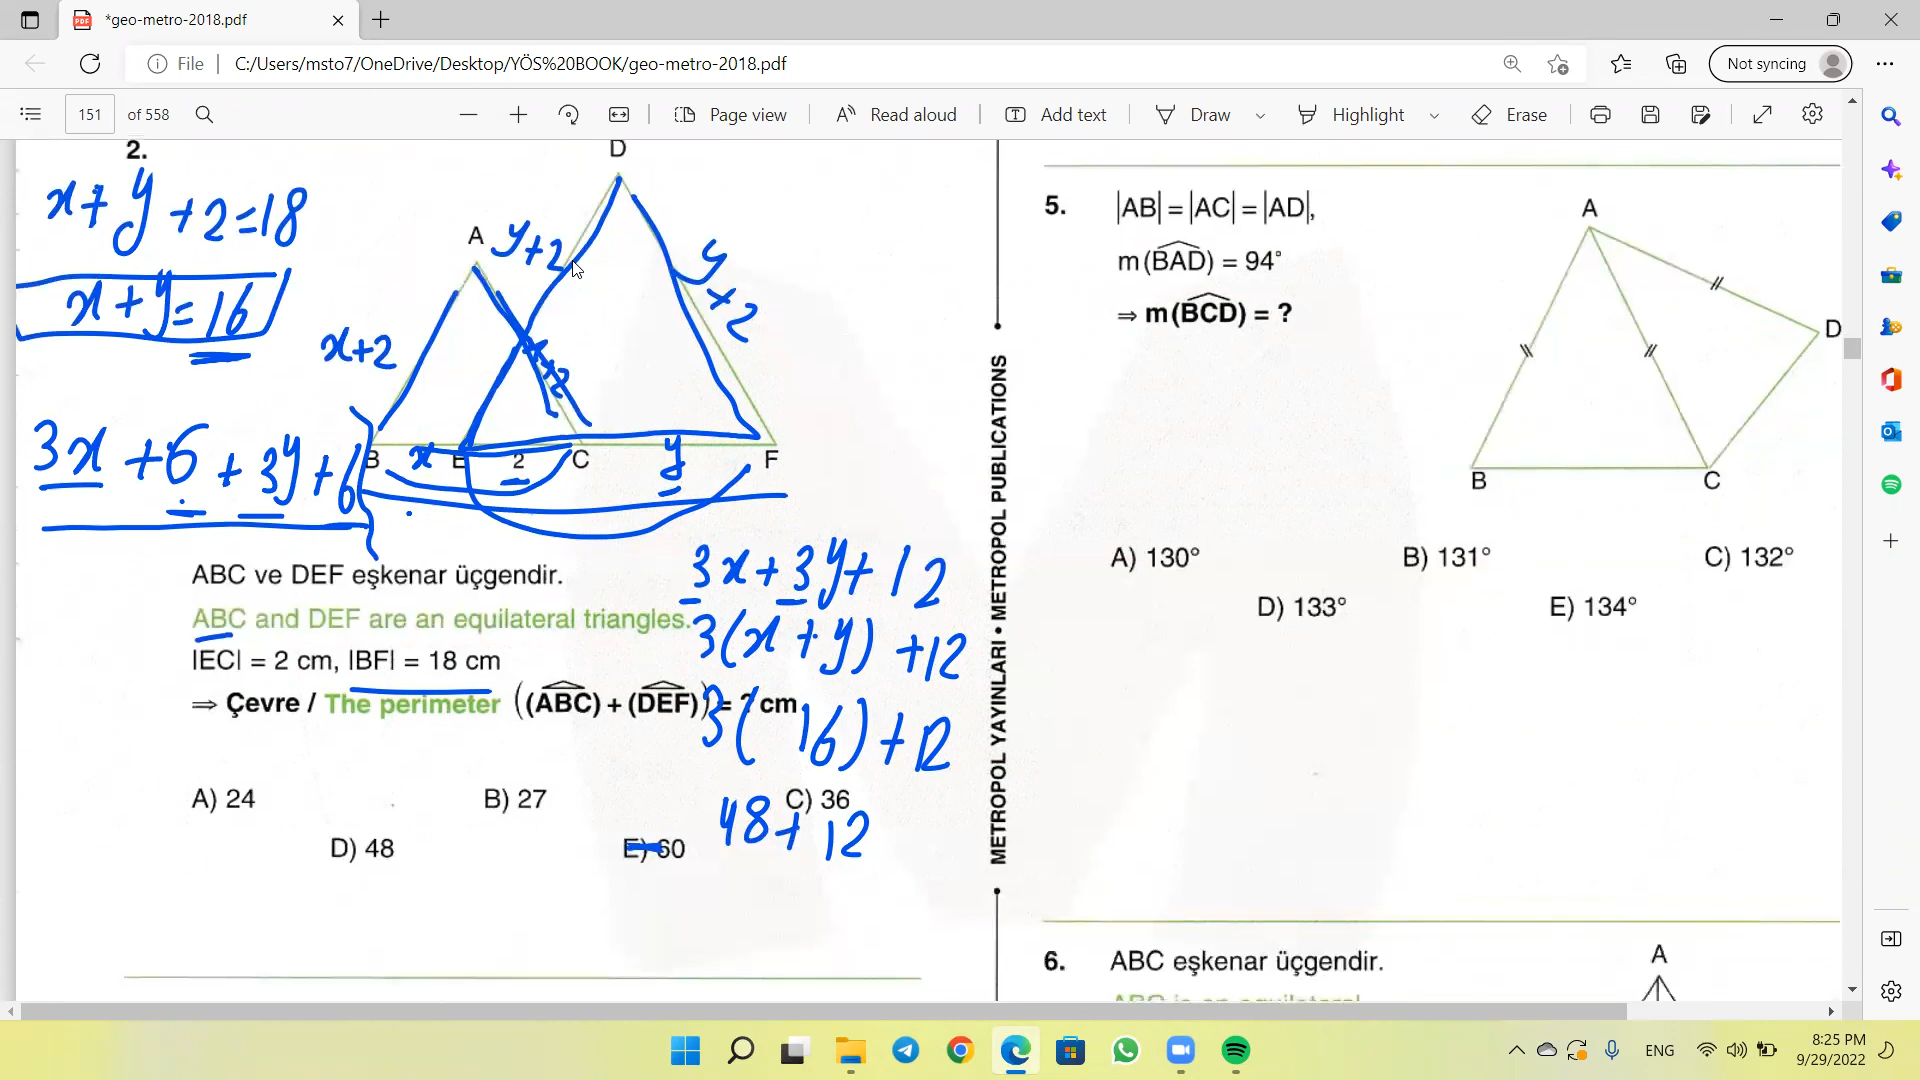 *geo-metro-2018.pdf
File
C:/Users/msto7/OneDrive/Desktop/YÖS%20BOOK/geo-metro-2018.pdf
Not syncing
151 of 558
Page view
Read aloud
Add text
Draw
Highlight
Erase
2.
D
A
B
E
2
C
F
x+y+2=18
x+y=16
x+2
y+2
y+2
x+2
x
y
3x+6+3y+6
ABC ve DEF eşkenar üçgendir.
ABC and DEF are an equilateral triangles.
|EC| = 2 cm, |BF| = 18 cm
⇒ Çevre / The perimeter ((ABC) + (DEF)) = ? cm
3x+3y+12
3(x+y)+12
3(16)+12
48+12
A) 24
B) 27
C) 36
D) 48
E) 60
METROPOL YAYINLARI • METROPOL PUBLICATIONS
5.
|AB| = |AC| = |AD|,
m(BAD) = 94°
⇒ m(BCD) = ?
A
D
B
C
A) 130°
B) 131°
C) 132°
D) 133°
E) 134°
6.
ABC eşkenar üçgendir.
ABC is an equilateral
A
ENG
8:25 PM
9/29/2022